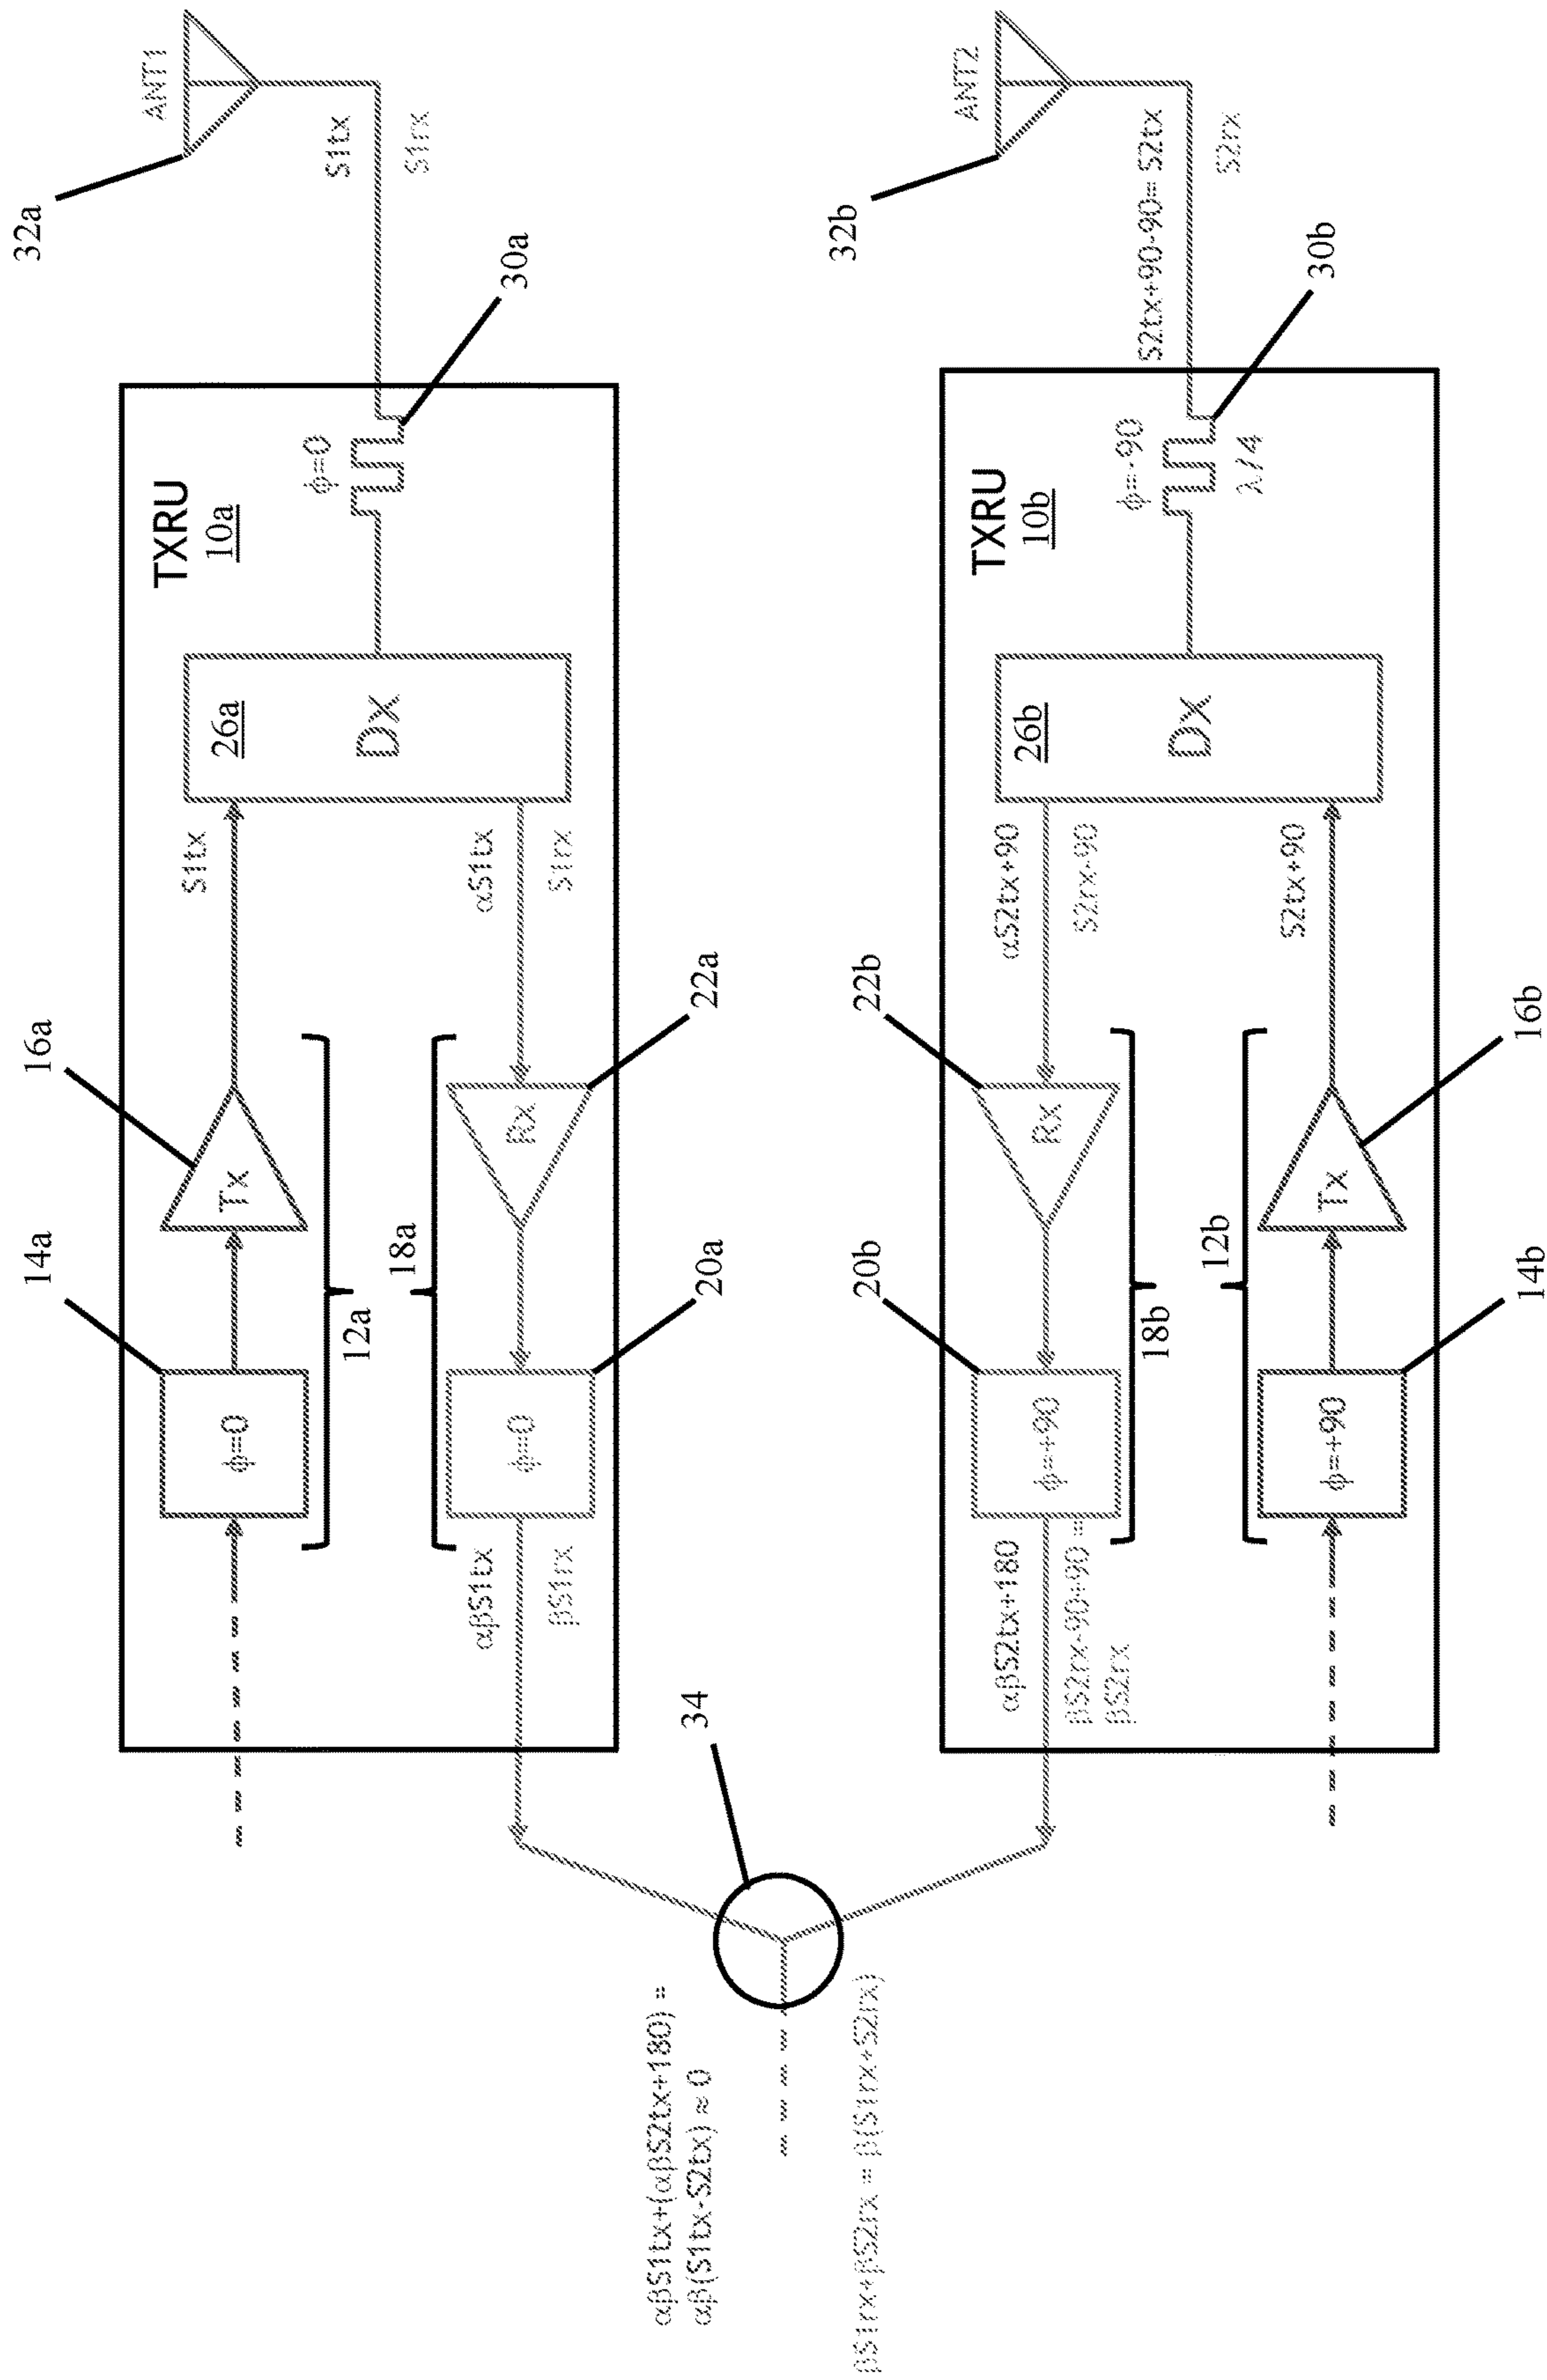 32a
ANT1
S1tx
S1rx
30a
ϕ=0
TXRU
10a
26a
DX
S1tx
αS1tx
S1rx
16a
Tx
22a
Rx
14a
12a
18a
20a
ϕ=0
ϕ=0
αβS1tx
βS1rx
34
αβS1tx+(αβS2tx+180) =
αβ(S1tx-S2tx) ≈ 0
βS1rx+βS2rx = β(S1rx+S2rx)
32b
ANT2
S2tx+90-90= S2tx
S2rx
30b
ϕ=-90
λ/4
TXRU
10b
26b
DX
αS2tx+90
S2rx-90
S2tx+90
22b
Rx
16b
Tx
20b
18b
12b
14b
ϕ=+90
ϕ=+90
αβS2tx+180
βS2rx-90+90 =
βS2rx